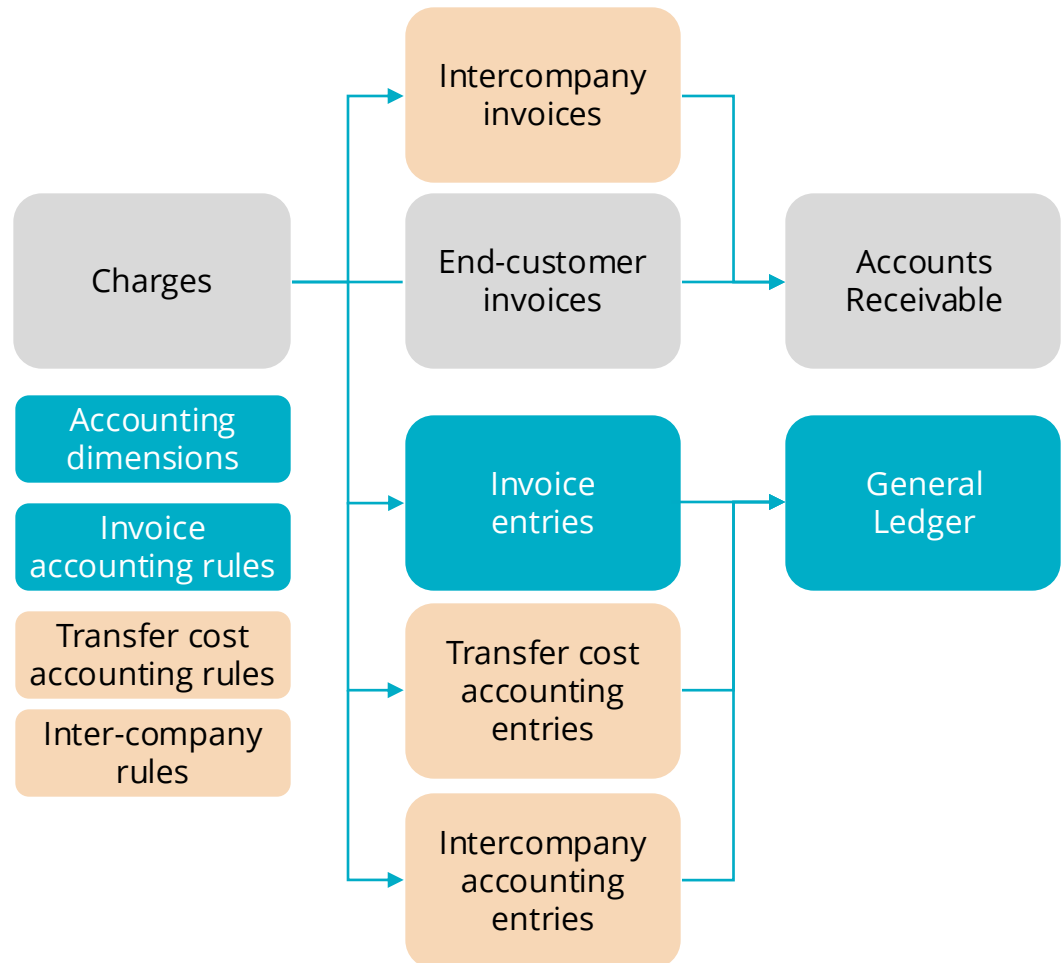 Intercompany
invoices
Charges
End-customer
invoices
Accounts
Receivable
Accounting
dimensions
Invoice
accounting rules
Invoice
entries
General
Ledger
Transfer cost
accounting rules
Inter-company
rules
Transfer cost
accounting
entries
Intercompany
accounting
entries